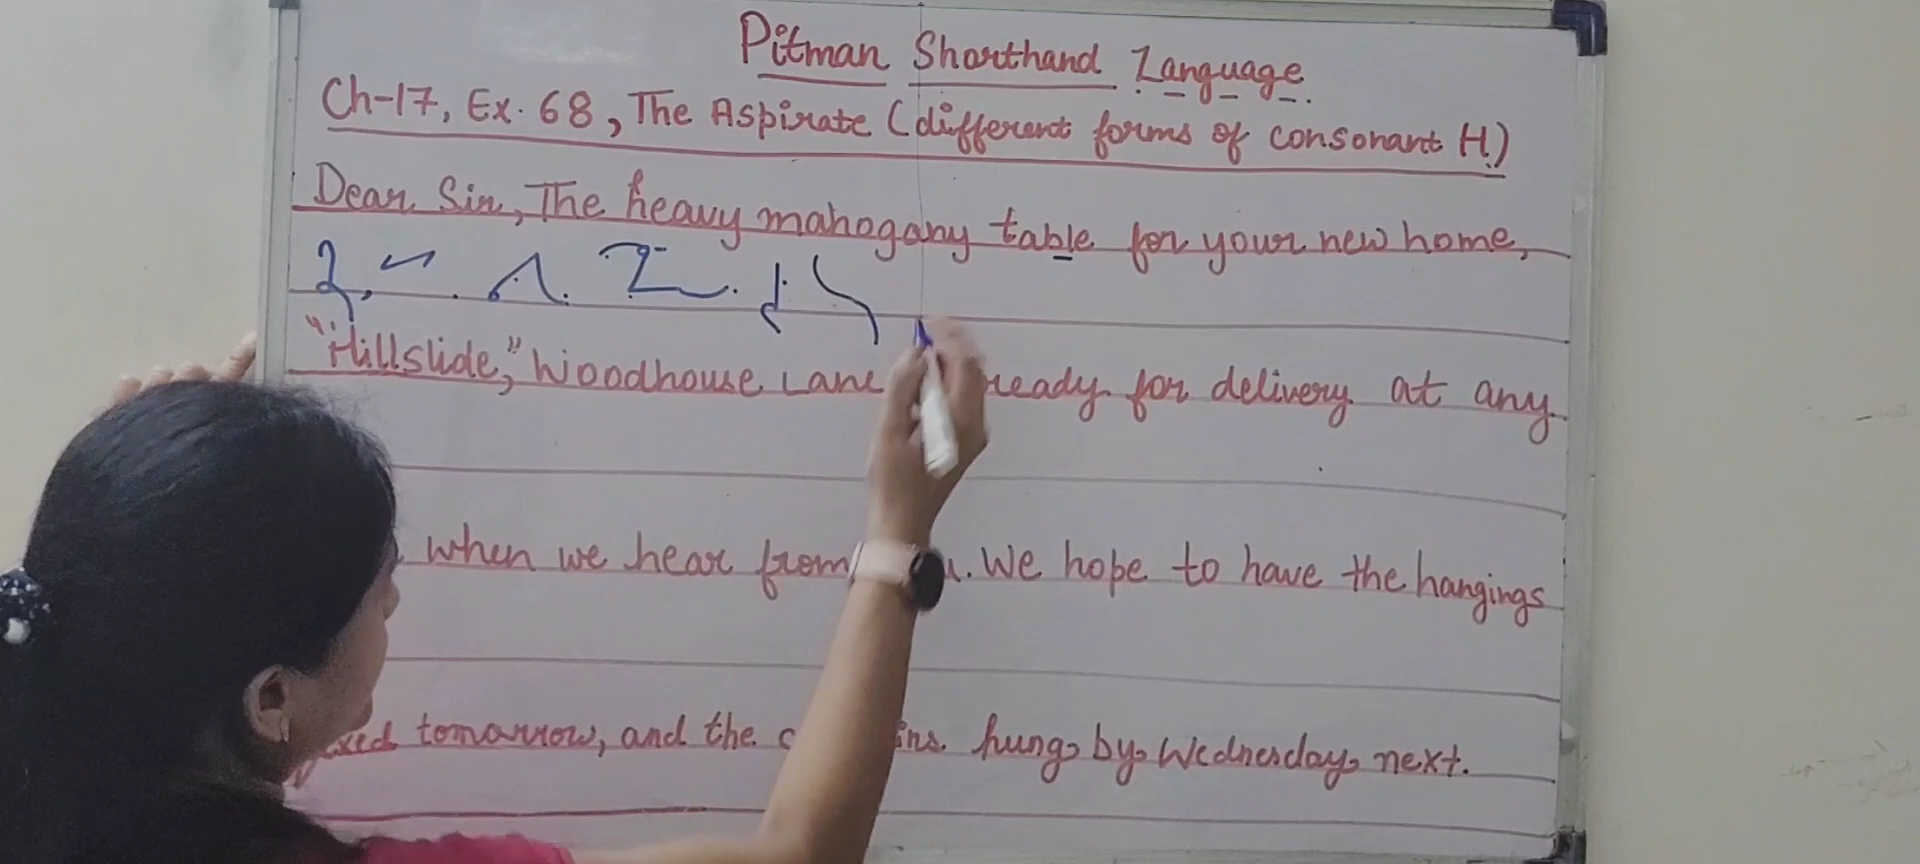 Pitman Shorthand Language.
Ch-17, Ex. 68, The Aspirate (different forms of consonant H)
Dear Sir, The heavy mahogany table for your new home,
"Hillslide," Woodhouse Lane ready for delivery at any
when we hear from . We hope to have the hangings
tomorrow, and the hung by Wednesday next.